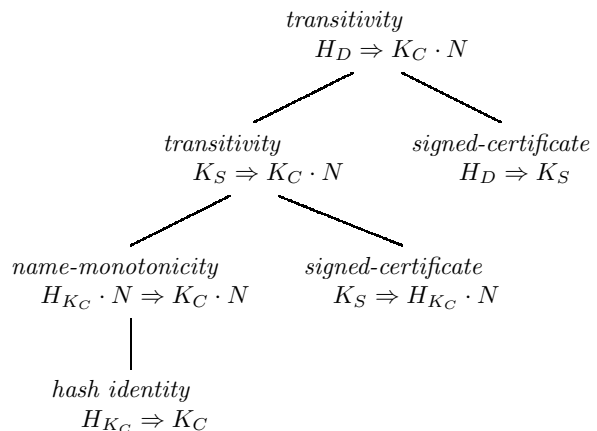 transitivity
H_D ⇒ K_C · N
transitivity
K_S ⇒ K_C · N
signed-certificate
H_D ⇒ K_S
name-monotonicity
H_{K_C} · N ⇒ K_C · N
signed-certificate
K_S ⇒ H_{K_C} · N
hash identity
H_{K_C} ⇒ K_C